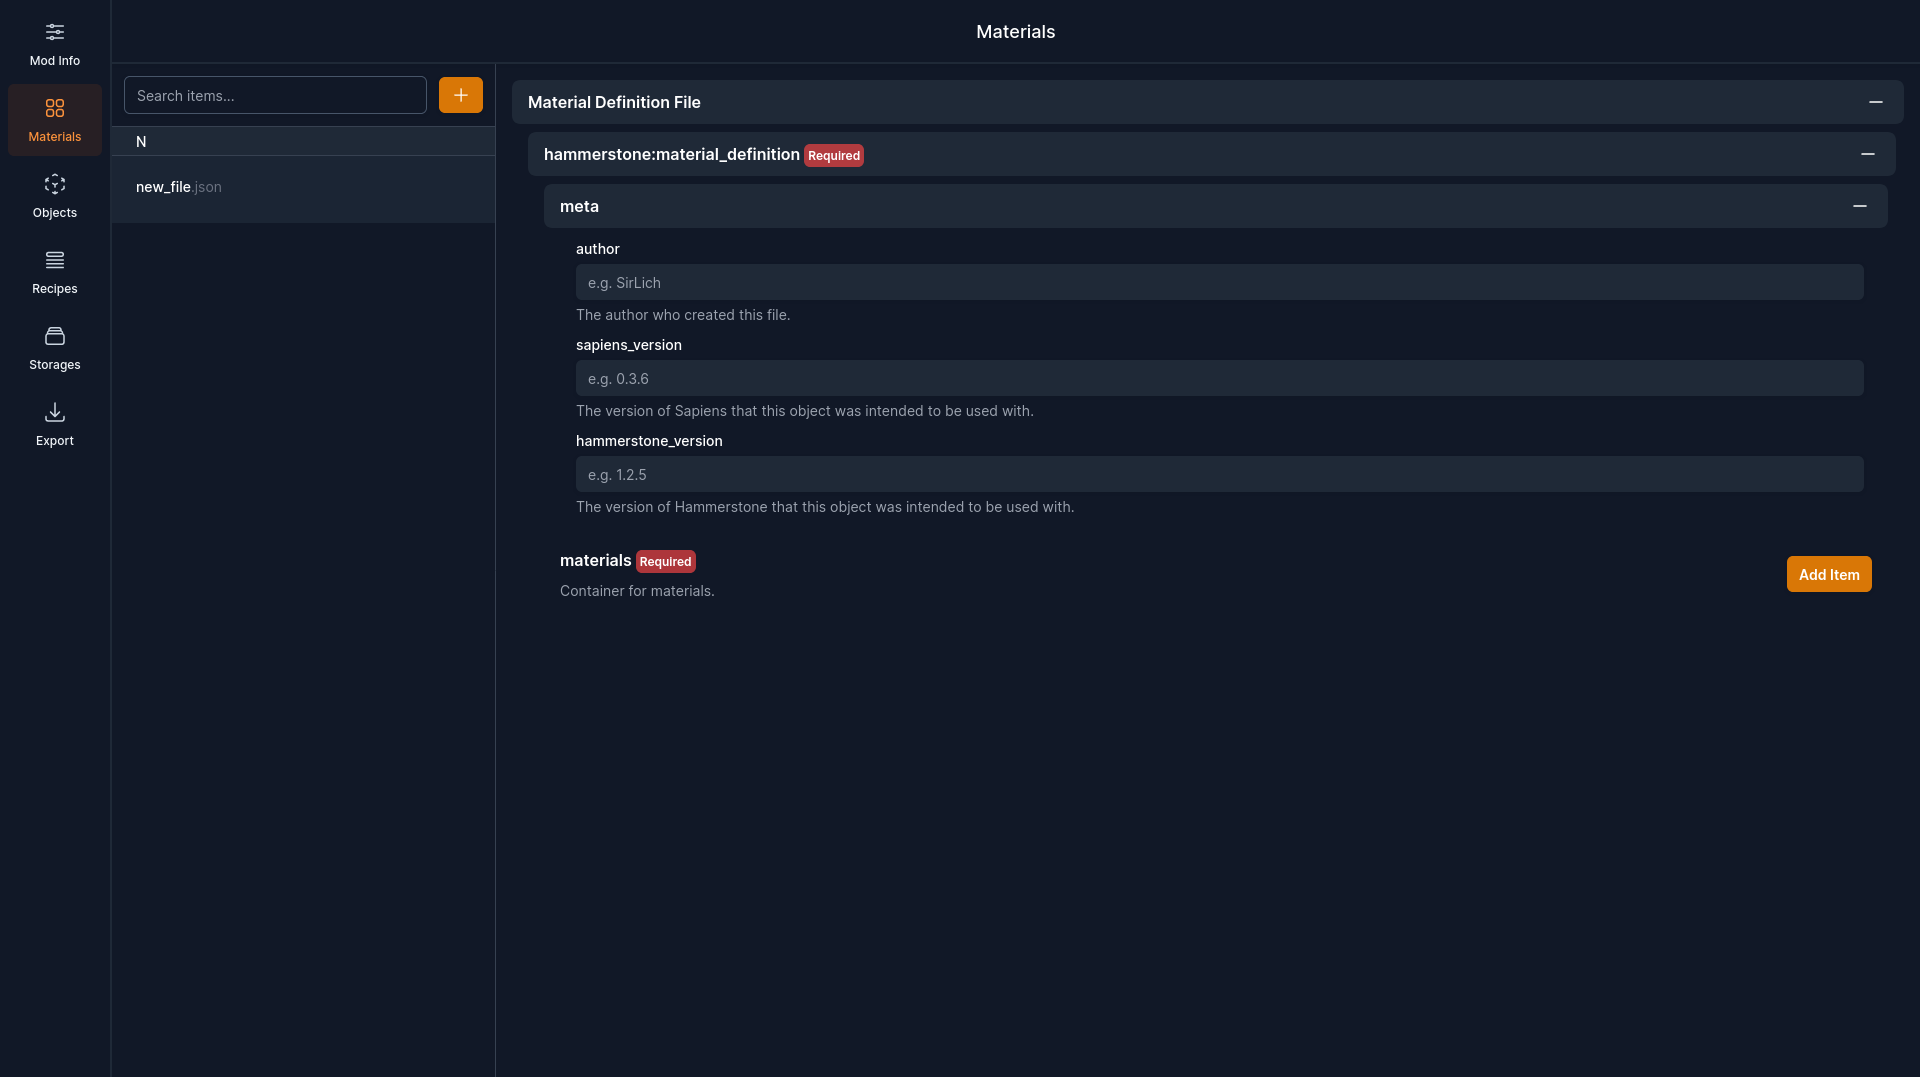 Mod Info
Materials
Objects
Recipes
Storages
Export
Materials
Search items...
N
new_file.json
Material Definition File
hammerstone:material_definition Required
meta
author
e.g. SirLich
The author who created this file.
sapiens_version
e.g. 0.3.6
The version of Sapiens that this object was intended to be used with.
hammerstone_version
e.g. 1.2.5
The version of Hammerstone that this object was intended to be used with.
materials Required
Container for materials.
Add Item